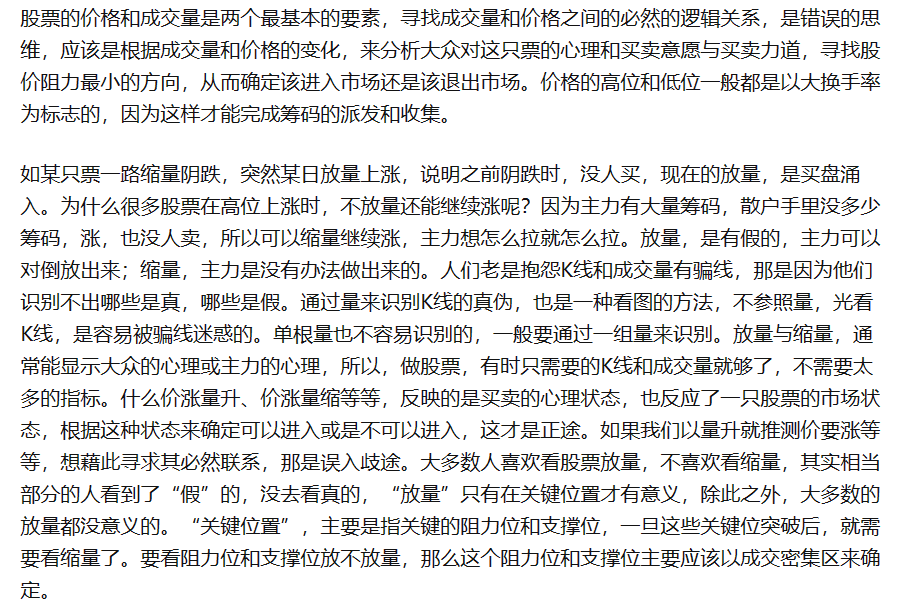 股票的价格和成交量是两个最基本的要素，寻找成交量和价格之间的必然的逻辑关系，是错误的思
维，应该是根据成交量和价格的变化，来分析大众对这只票的心理和买卖意愿与买卖力道，寻找股
价阻力最小的方向，从而确定该进入市场还是该退出市场。价格的高位和低位一般都是以大换手率
为标志的，因为这样才能完成筹码的派发和收集。
如某只票一路缩量阴跌，突然某日放量上涨，说明之前阴跌时，没人买，现在的放量，是买盘涌
入。为什么很多股票在高位上涨时，不放量还能继续涨呢？因为主力有大量筹码，散户手里没多少
筹码，涨，也没人卖，所以可以缩量继续涨，主力想怎么拉就怎么拉。放量，是有假的，主力可以
对倒放出来；缩量，主力是没有办法做出来的。人们老是抱怨K线和成交量有骗线，那是因为他们
识别不出哪些是真，哪些是假。通过量来识别K线的真伪，也是一种看图的方法，不参照量，光看
K线，是容易被骗线迷惑的。单根量也不容易识别的，一般要通过一组量来识别。放量与缩量，通
常能显示大众的心理或主力的心理，所以，做股票，有时只需要的K线和成交量就够了，不需要太
多的指标。什么价涨量升、价涨量缩等等，反映的是买卖的心理状态，也反应了一只股票的市场状
态，根据这种状态来确定可以进入或是不可以进入，这才是正途。如果我们以量升就推测价要涨等
等，想藉此寻求其必然联系，那是误入歧途。大多数人喜欢看股票放量，不喜欢看缩量，其实相当
部分的人看到了“假”的，没去看真的，“放量”只有在关键位置才有意义，除此之外，大多数的
放量都没意义的。“关键位置”，主要是指关键的阻力位和支撑位，一旦这些关键位突破后，就需
要看缩量了。要看阻力位和支撑位放不放量，那么这个阻力位和支撑位主要应该以成交密集区来确
定。